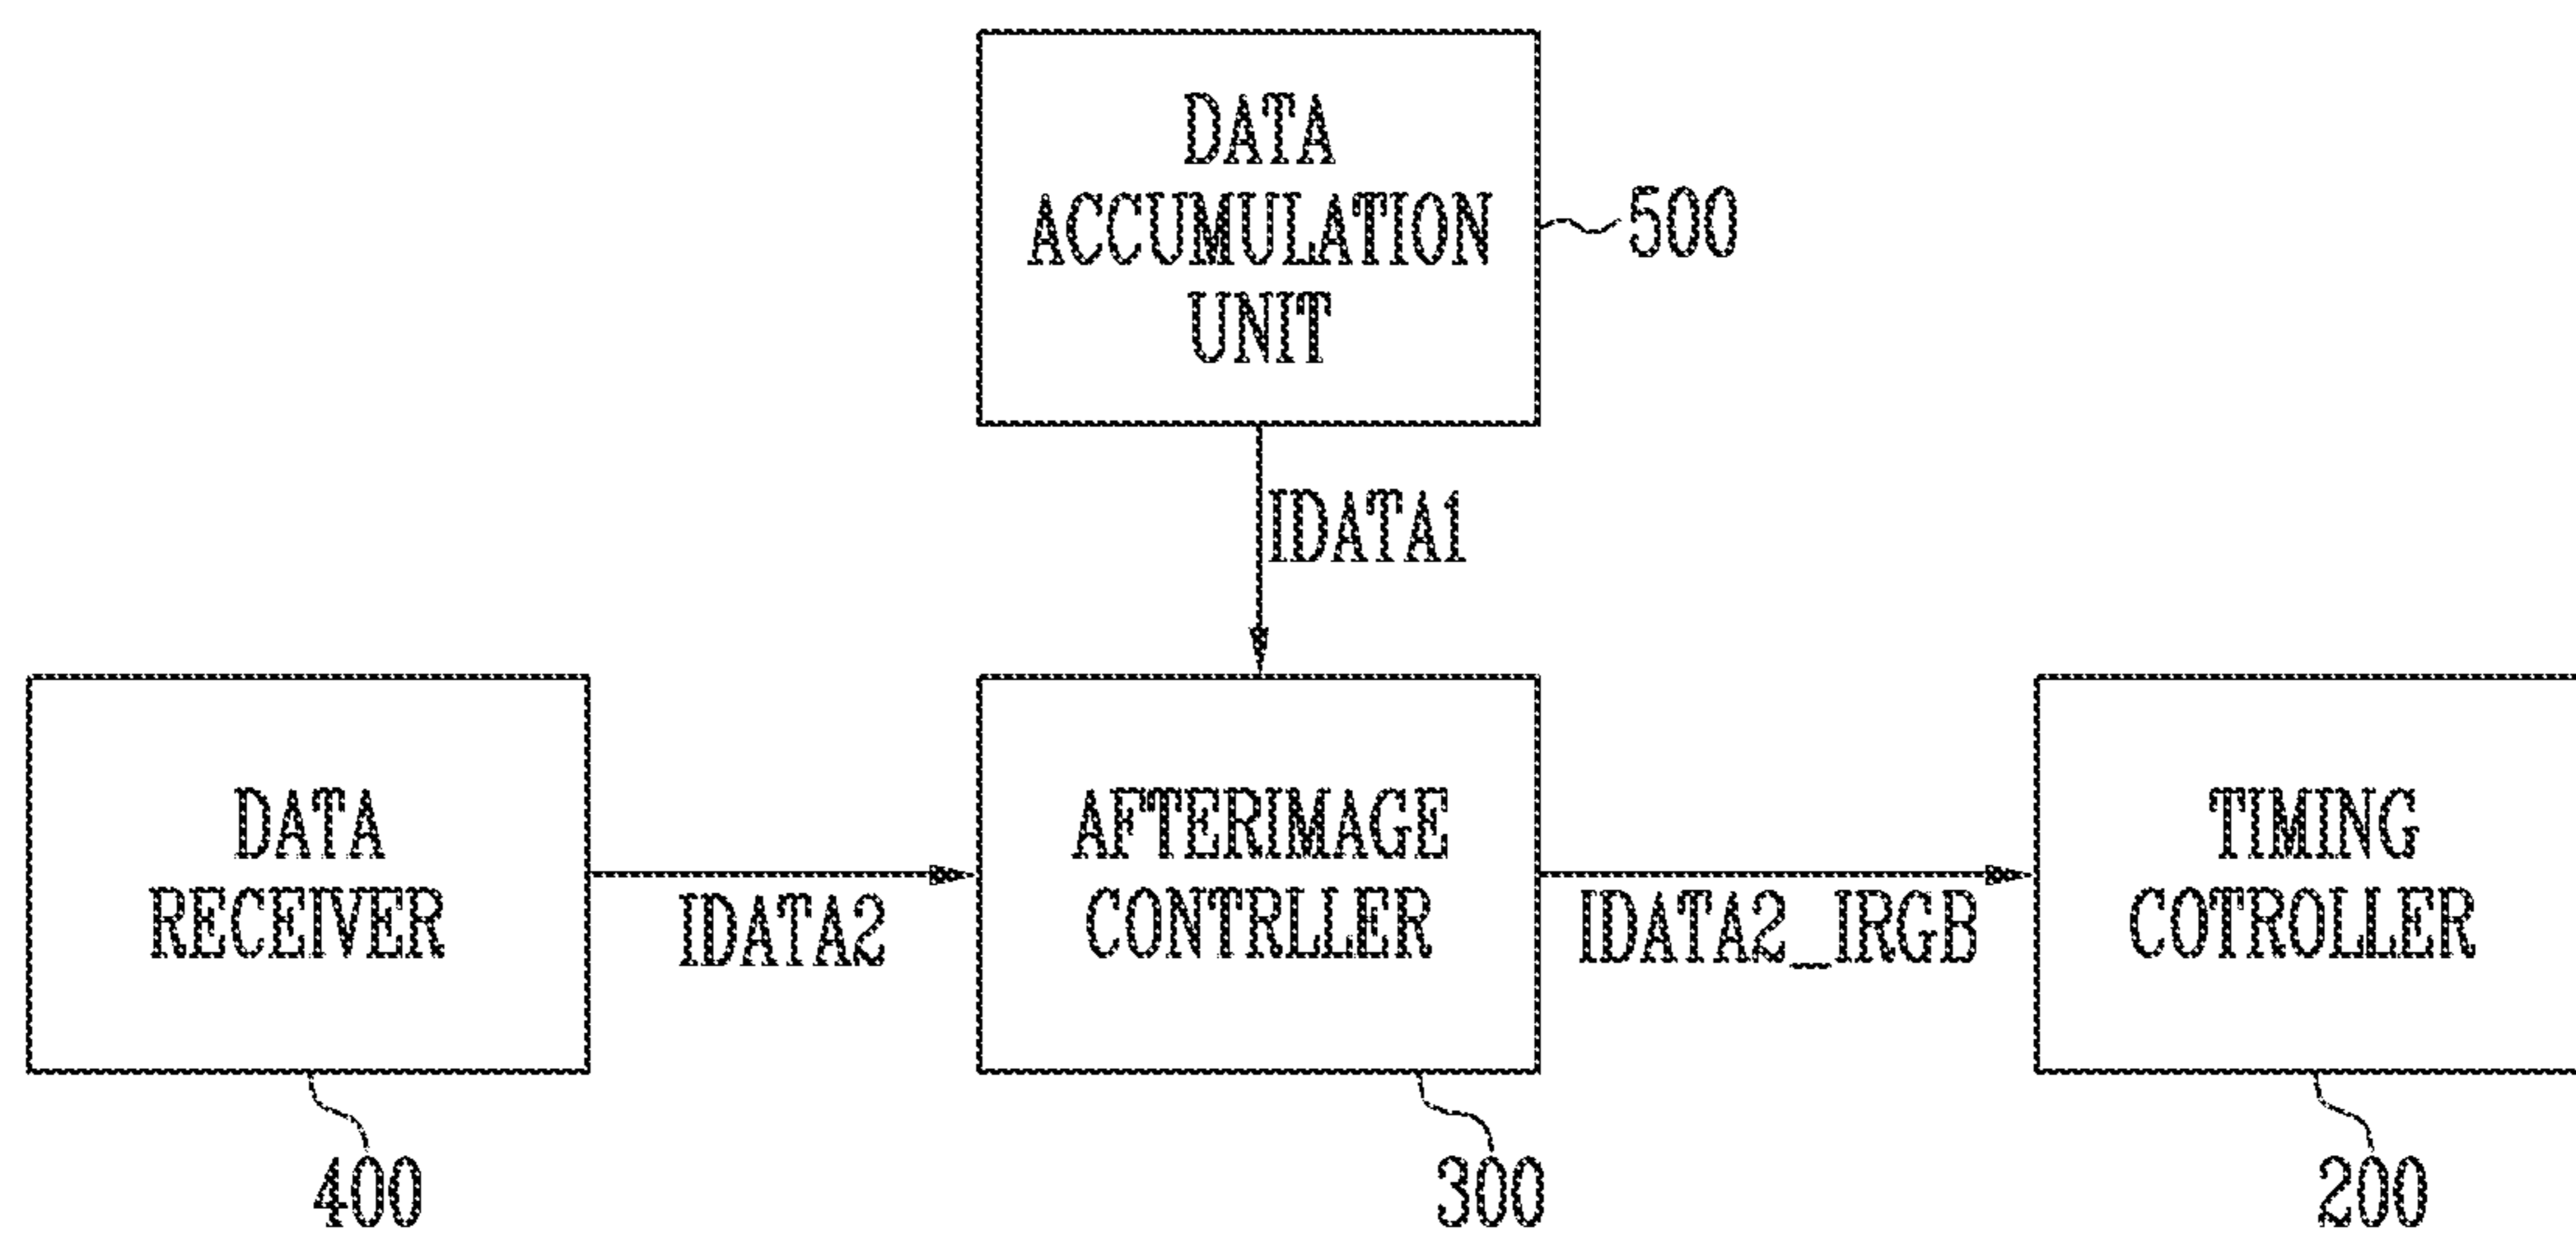 DATA
ACCUMULATION
UNIT
500
IDATA1
DATA
RECEIVER
IDATA2
AFTERIMAGE
CONTRLLER
IDATA2_IRGB
TIMING
COTROLLER
400
300
200